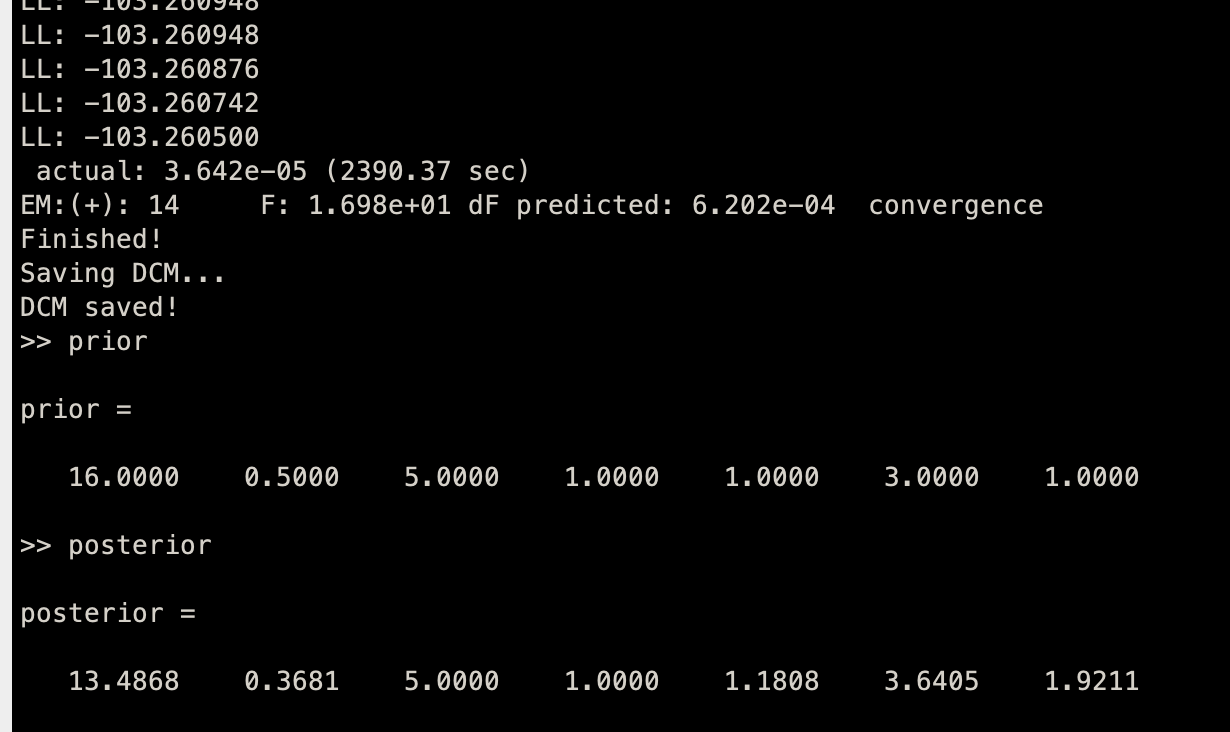 LL: -103.260948
LL: -103.260948
LL: -103.260876
LL: -103.260742
LL: -103.260500
 actual: 3.642e-05 (2390.37 sec)
EM:(+): 14     F: 1.698e+01 dF predicted: 6.202e-04  convergence
Finished!
Saving DCM...
DCM saved!
>> prior
prior =
   16.0000    0.5000    5.0000    1.0000    1.0000    3.0000    1.0000
>> posterior
posterior =
   13.4868    0.3681    5.0000    1.0000    1.1808    3.6405    1.9211